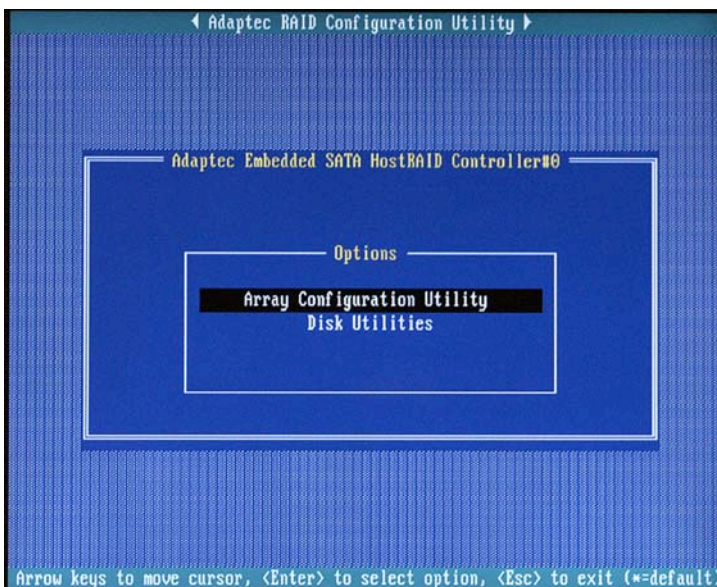 Adaptec RAID Configuration Utility
Adaptec Embedded SATA HostRAID Controller#0
Options
Array Configuration Utility
Disk Utilities
Arrow keys to move cursor, <Enter> to select option, <Esc> to exit (*=default)